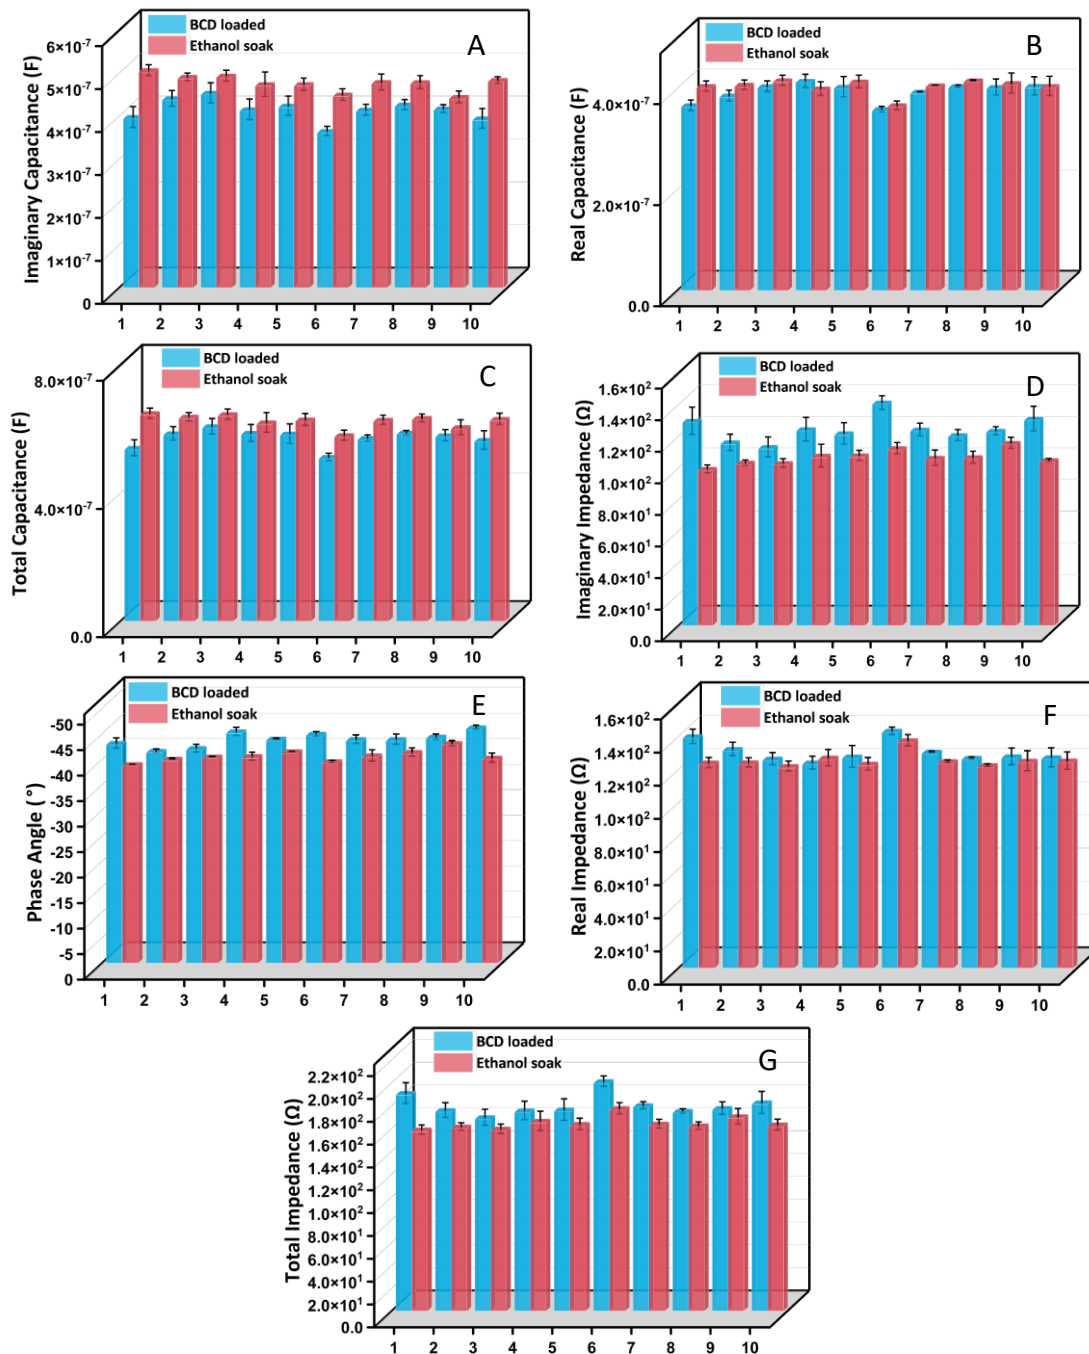 A
BCD loaded
Ethanol soak
Imaginary Capacitance (F)
6×10⁻⁷
5×10⁻⁷
4×10⁻⁷
3×10⁻⁷
2×10⁻⁷
1×10⁻⁷
0
1 2 3 4 5 6 7 8 9 10
B
BCD loaded
Ethanol soak
Real Capacitance (F)
4.0×10⁻⁷
2.0×10⁻⁷
0.0
1 2 3 4 5 6 7 8 9 10
C
BCD loaded
Ethanol soak
Total Capacitance (F)
8.0×10⁻⁷
4.0×10⁻⁷
0.0
1 2 3 4 5 6 7 8 9 10
D
BCD loaded
Ethanol soak
Imaginary Impedance (Ω)
1.6×10²
1.4×10²
1.2×10²
1.0×10²
8.0×10¹
6.0×10¹
4.0×10¹
2.0×10¹
0.0
1 2 3 4 5 6 7 8 9 10
E
BCD loaded
Ethanol soak
Phase Angle (°)
-50
-45
-40
-35
-30
-25
-20
-15
-10
-5
0
1 2 3 4 5 6 7 8 9 10
F
BCD loaded
Ethanol soak
Real Impedance (Ω)
1.6×10²
1.4×10²
1.2×10²
1.0×10²
8.0×10¹
6.0×10¹
4.0×10¹
2.0×10¹
0.0
1 2 3 4 5 6 7 8 9 10
G
BCD loaded
Ethanol soak
Total Impedance (Ω)
2.2×10²
2.0×10²
1.8×10²
1.6×10²
1.4×10²
1.2×10²
1.0×10²
8.0×10¹
6.0×10¹
4.0×10¹
2.0×10¹
0.0
1 2 3 4 5 6 7 8 9 10